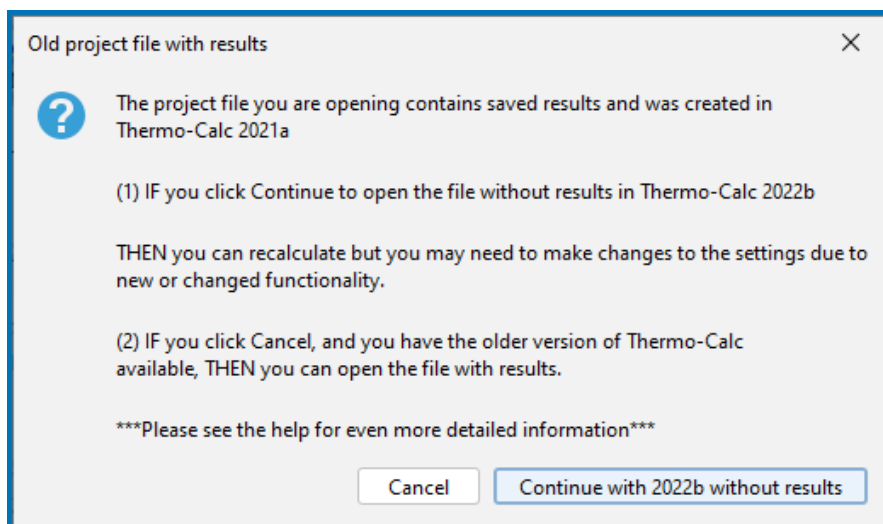 Old project file with results
The project file you are opening contains saved results and was created in
Thermo-Calc 2021a
(1) IF you click Continue to open the file without results in Thermo-Calc 2022b
THEN you can recalculate but you may need to make changes to the settings due to
new or changed functionality.
(2) IF you click Cancel, and you have the older version of Thermo-Calc
available, THEN you can open the file with results.
***Please see the help for even more detailed information***
Cancel
Continue with 2022b without results